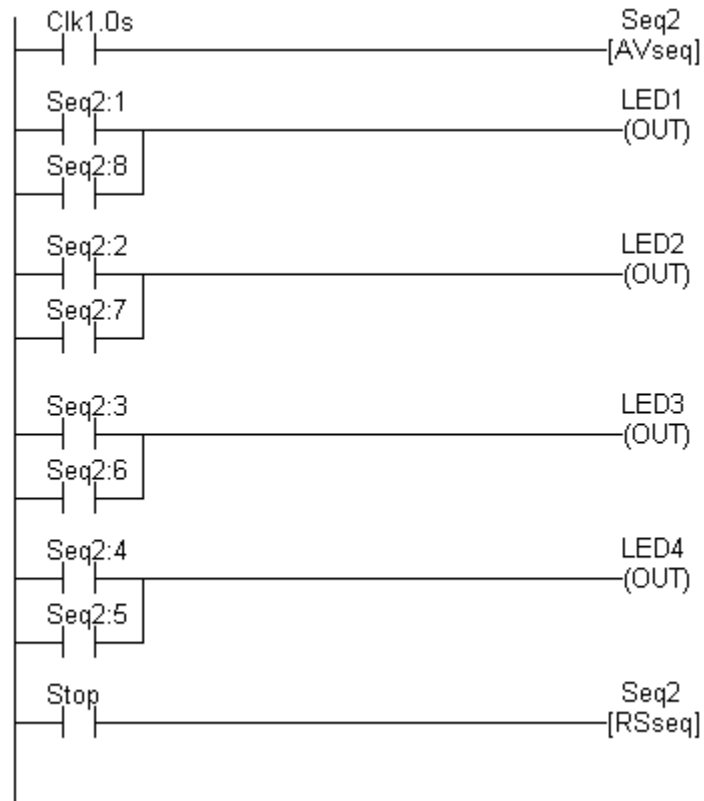 Clk1.0s Seq2
[AVseq]
Seq2:1 LED1
(OUT)
Seq2:8
Seq2:2 LED2
(OUT)
Seq2:7
Seq2:3 LED3
(OUT)
Seq2:6
Seq2:4 LED4
(OUT)
Seq2:5
Stop Seq2
[RSseq]